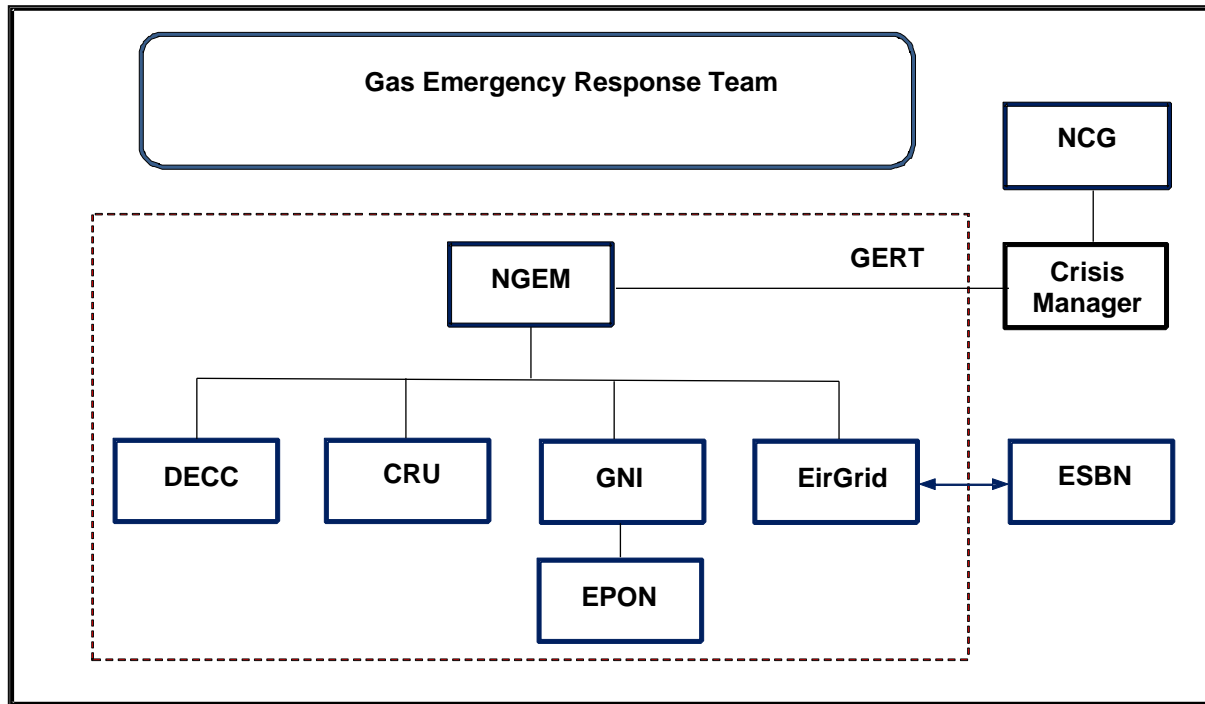 Gas Emergency Response Team
NCG
GERT
NGEM
Crisis
Manager
DECC
CRU
GNI
EirGrid
ESBN
EPON